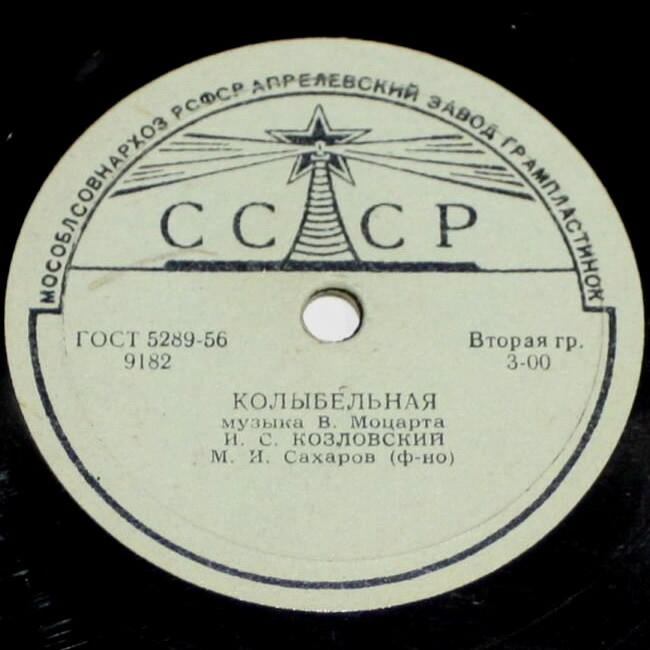 МОСОБЛСОВНАРХОЗ РСФСР АПРЕЛЕВСКИЙ ЗАВОД ГРАМПЛАСТИНОК
СССР
ГОСТ 5289-56
9182
Вторая гр.
3-00
КОЛЫБЕЛЬНАЯ
музыка В. Моцарта
И. С. КОЗЛОВСКИЙ
М. И. Сахаров (ф-но)